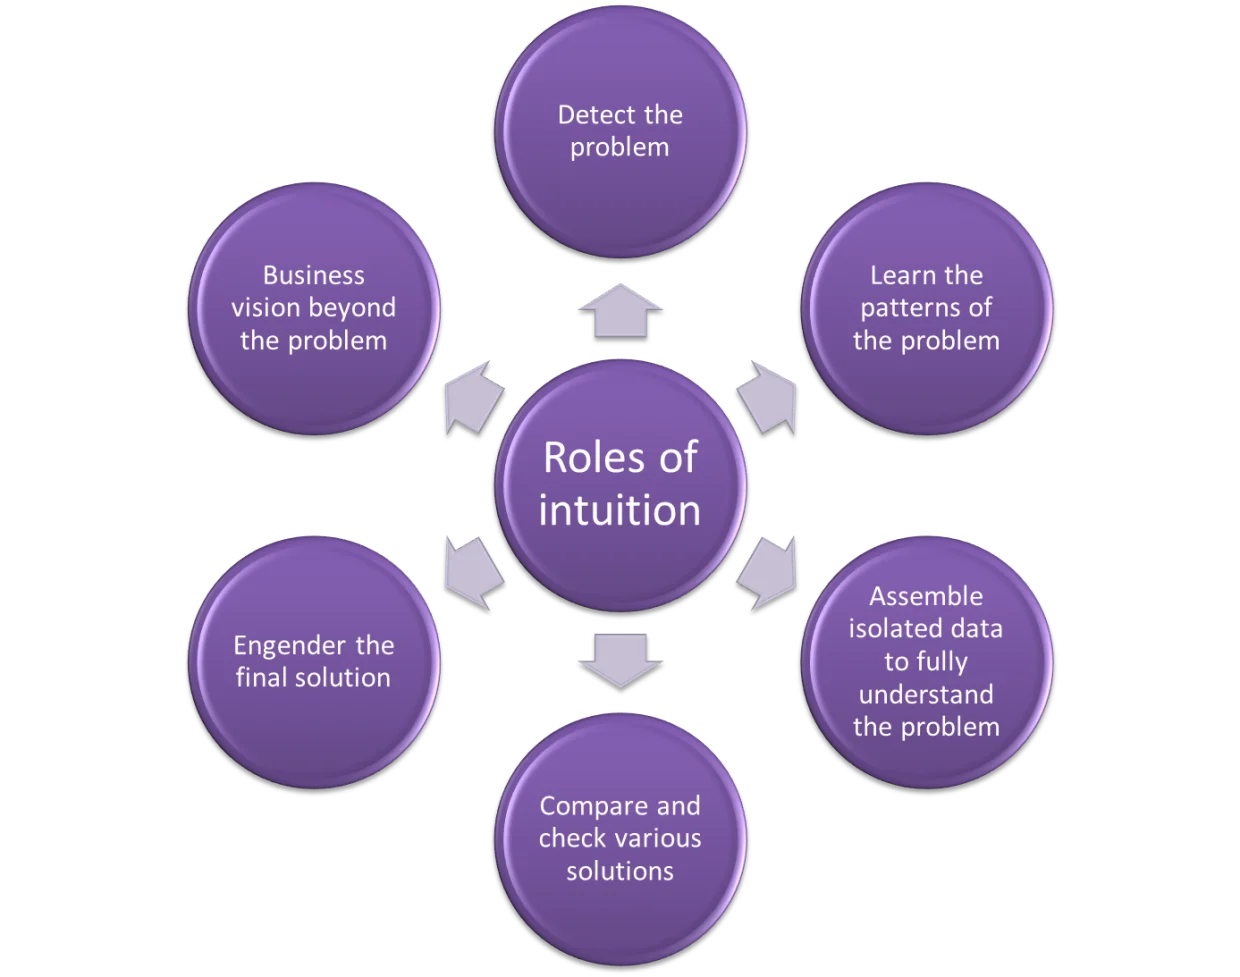 Detect the
problem
Learn the
patterns of
the problem
Assemble
isolated data
to fully
understand
the problem
Compare and
check various
solutions
Engender the
final solution
Business
vision beyond
the problem
Roles of
intuition